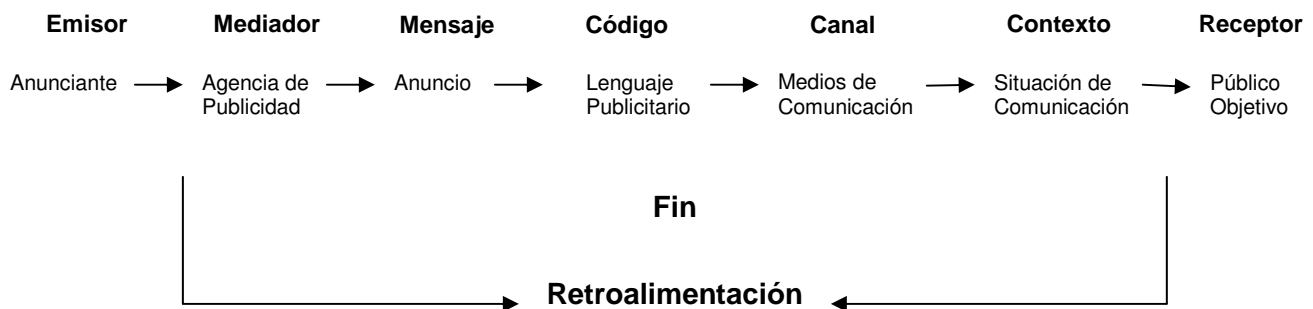 Emisor Mediador Mensaje Código Canal Contexto Receptor
Anunciante Agencia de Anuncio Lenguaje Medios de Situación de Público
Publicidad Publicitario Comunicación Comunicación Objetivo
Fin
Retroalimentación